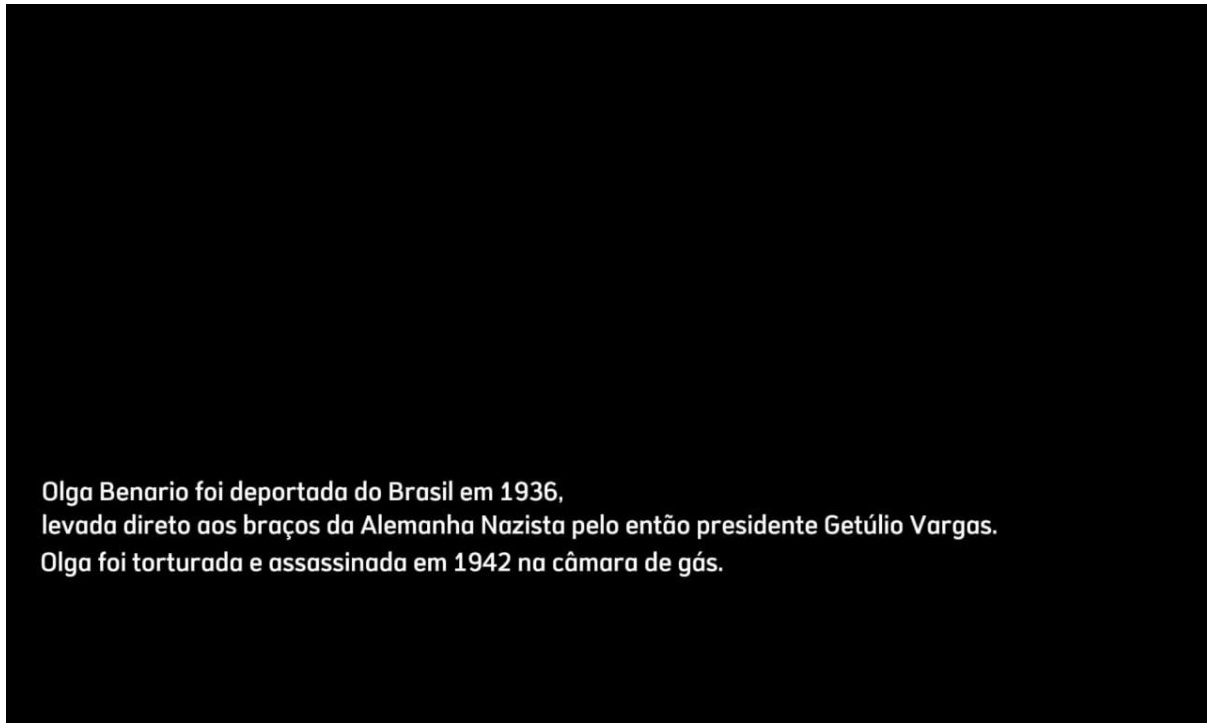 Olga Benario foi deportada do Brasil em 1936,
levada direto aos braços da Alemanha Nazista pelo então presidente Getúlio Vargas.
Olga foi torturada e assassinada em 1942 na câmara de gás.